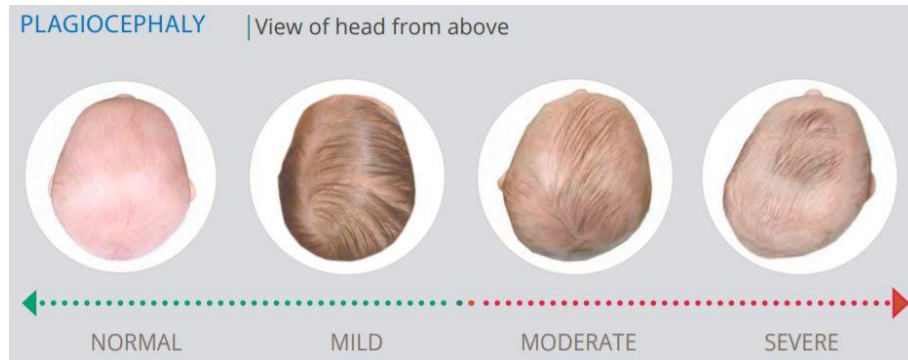 PLAGIOCEPHALY | View of head from above
NORMAL MILD MODERATE SEVERE